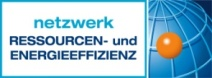 netzwerk
RESSOURCEN- und
ENERGIEEFFIZIENZ